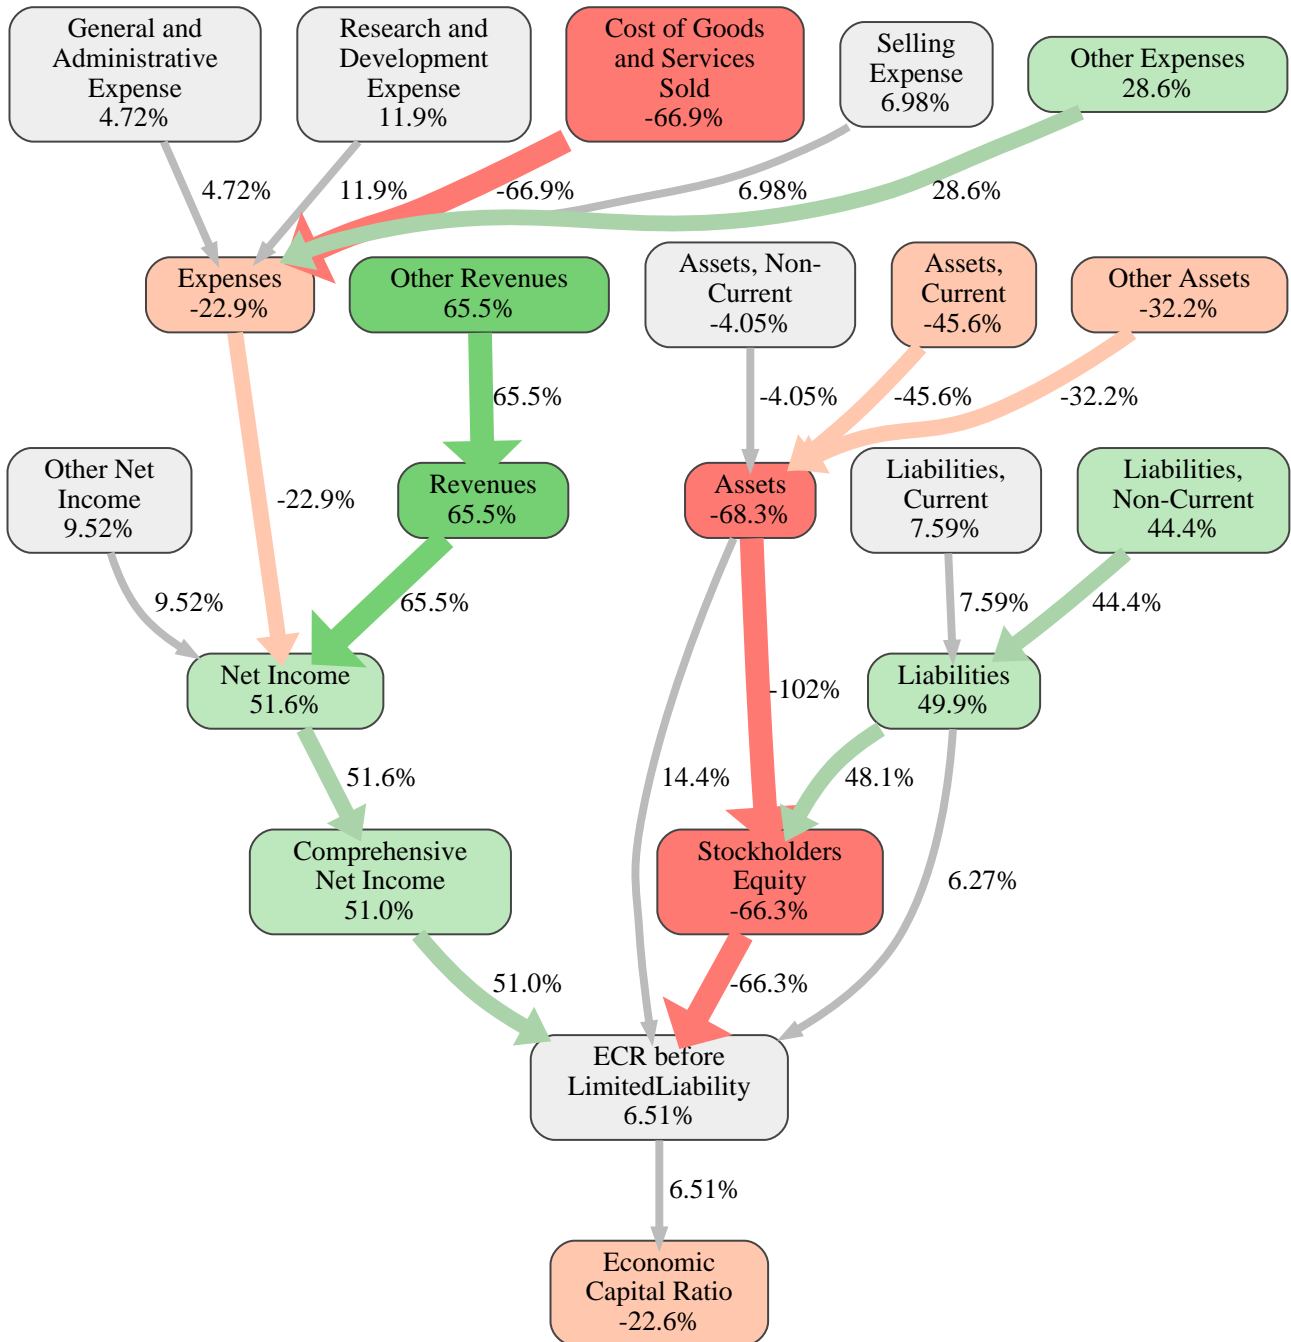 General and
Administrative
Expense
4.72%
Research and
Development
Expense
11.9%
Cost of Goods
and Services
Sold
-66.9%
Selling
Expense
6.98%
Other Expenses
28.6%
4.72%
11.9%
-66.9%
6.98%
28.6%
Expenses
-22.9%
Other Revenues
65.5%
Assets, Non-
Current
-4.05%
Assets,
Current
-45.6%
Other Assets
-32.2%
65.5%
-4.05%
-45.6%
-32.2%
Other Net
Income
9.52%
-22.9%
Revenues
65.5%
Assets
-68.3%
Liabilities,
Current
7.59%
Liabilities,
Non-Current
44.4%
9.52%
65.5%
7.59%
44.4%
Net Income
51.6%
-102%
Liabilities
49.9%
51.6%
14.4%
48.1%
Comprehensive
Net Income
51.0%
Stockholders
Equity
-66.3%
6.27%
51.0%
-66.3%
ECR before
LimitedLiability
6.51%
6.51%
Economic
Capital Ratio
-22.6%